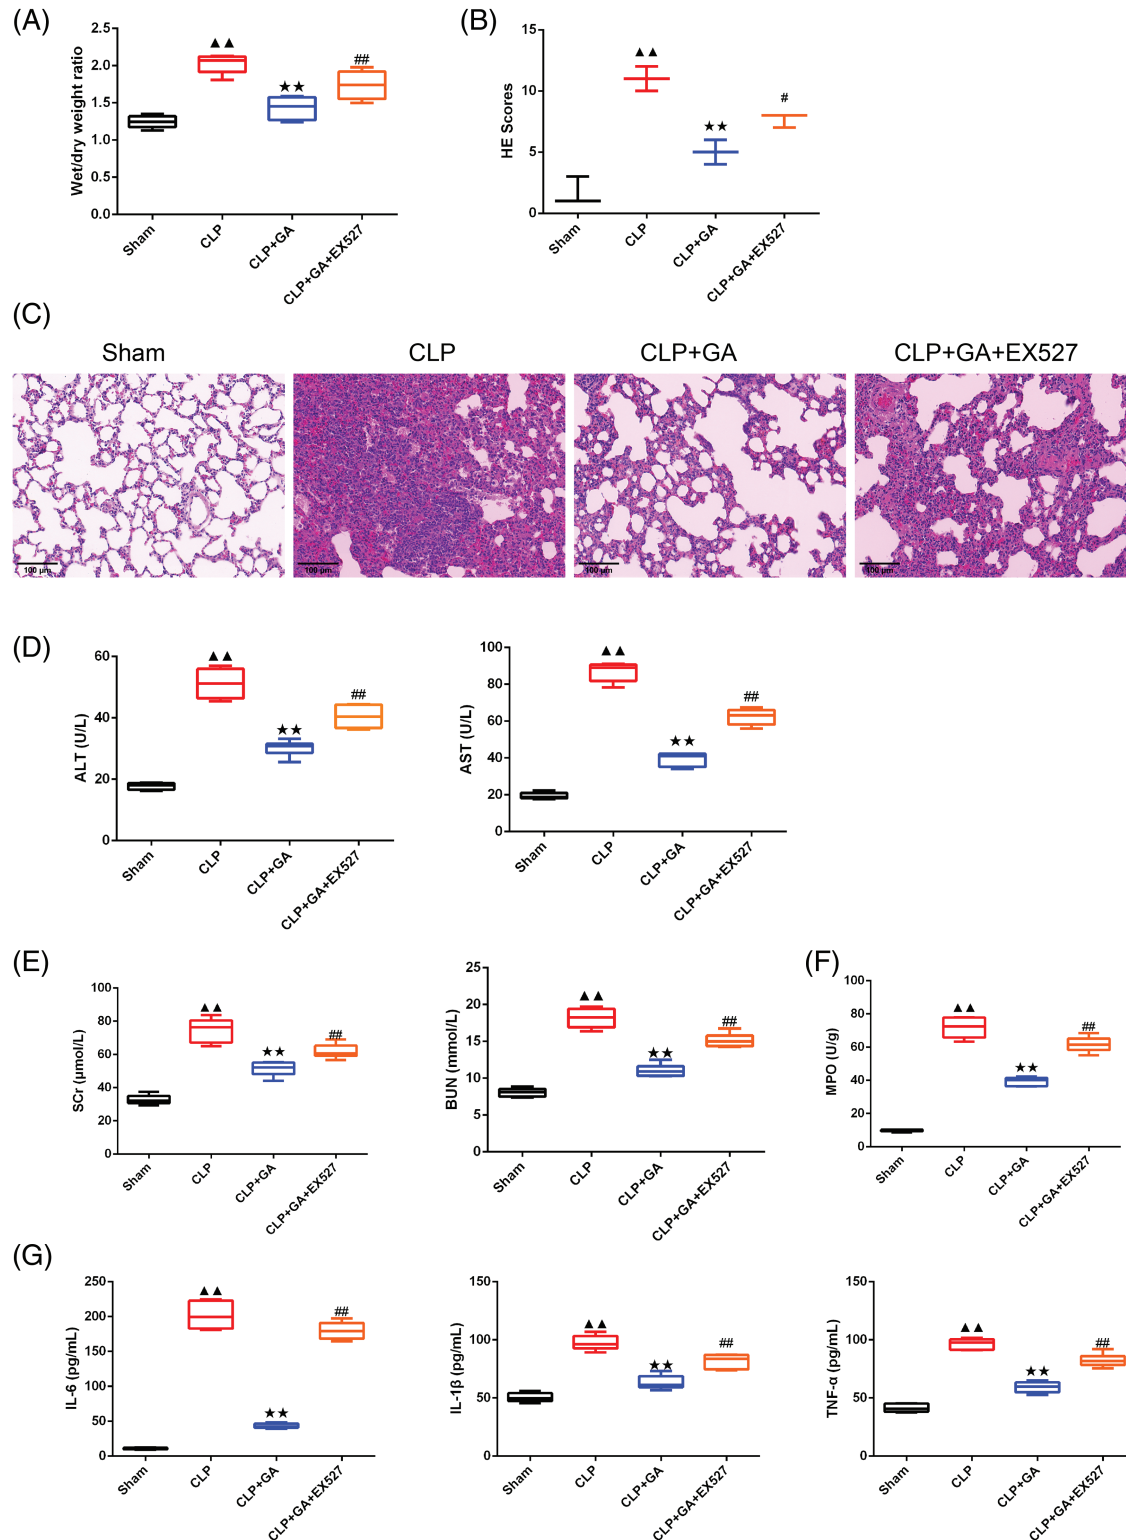 (A)
Wet/dry weight ratio
2.5
2.0
1.5
1.0
0.5
0.0
▲▲
★★
##
Sham
CLP
CLP+GA
CLP+GA+EX527
(B)
HE Scores
15
10
5
0
▲▲
★★
#
Sham
CLP
CLP+GA
CLP+GA+EX527
(C)
Sham
CLP
CLP+GA
CLP+GA+EX527
100 µm
100 µm
100 µm
100 µm
(D)
ALT (U/L)
60
40
20
0
▲▲
★★
##
Sham
CLP
CLP+GA
CLP+GA+EX527
AST (U/L)
100
80
60
40
20
0
▲▲
★★
##
Sham
CLP
CLP+GA
CLP+GA+EX527
(E)
SCr (µmol/L)
100
80
60
40
20
0
▲▲
★★
##
Sham
CLP
CLP+GA
CLP+GA+EX527
BUN (mmol/L)
25
20
15
10
5
0
▲▲
★★
##
Sham
CLP
CLP+GA
CLP+GA+EX527
(F)
MPO (U/g)
100
80
60
40
20
0
▲▲
★★
##
Sham
CLP
CLP+GA
CLP+GA+EX527
(G)
IL-6 (pg/mL)
250
200
150
100
50
0
▲▲
★★
##
Sham
CLP
CLP+GA
CLP+GA+EX527
IL-1β (pg/mL)
150
100
50
0
▲▲
★★
##
Sham
CLP
CLP+GA
CLP+GA+EX527
TNF-α (pg/mL)
150
100
50
0
▲▲
★★
##
Sham
CLP
CLP+GA
CLP+GA+EX527